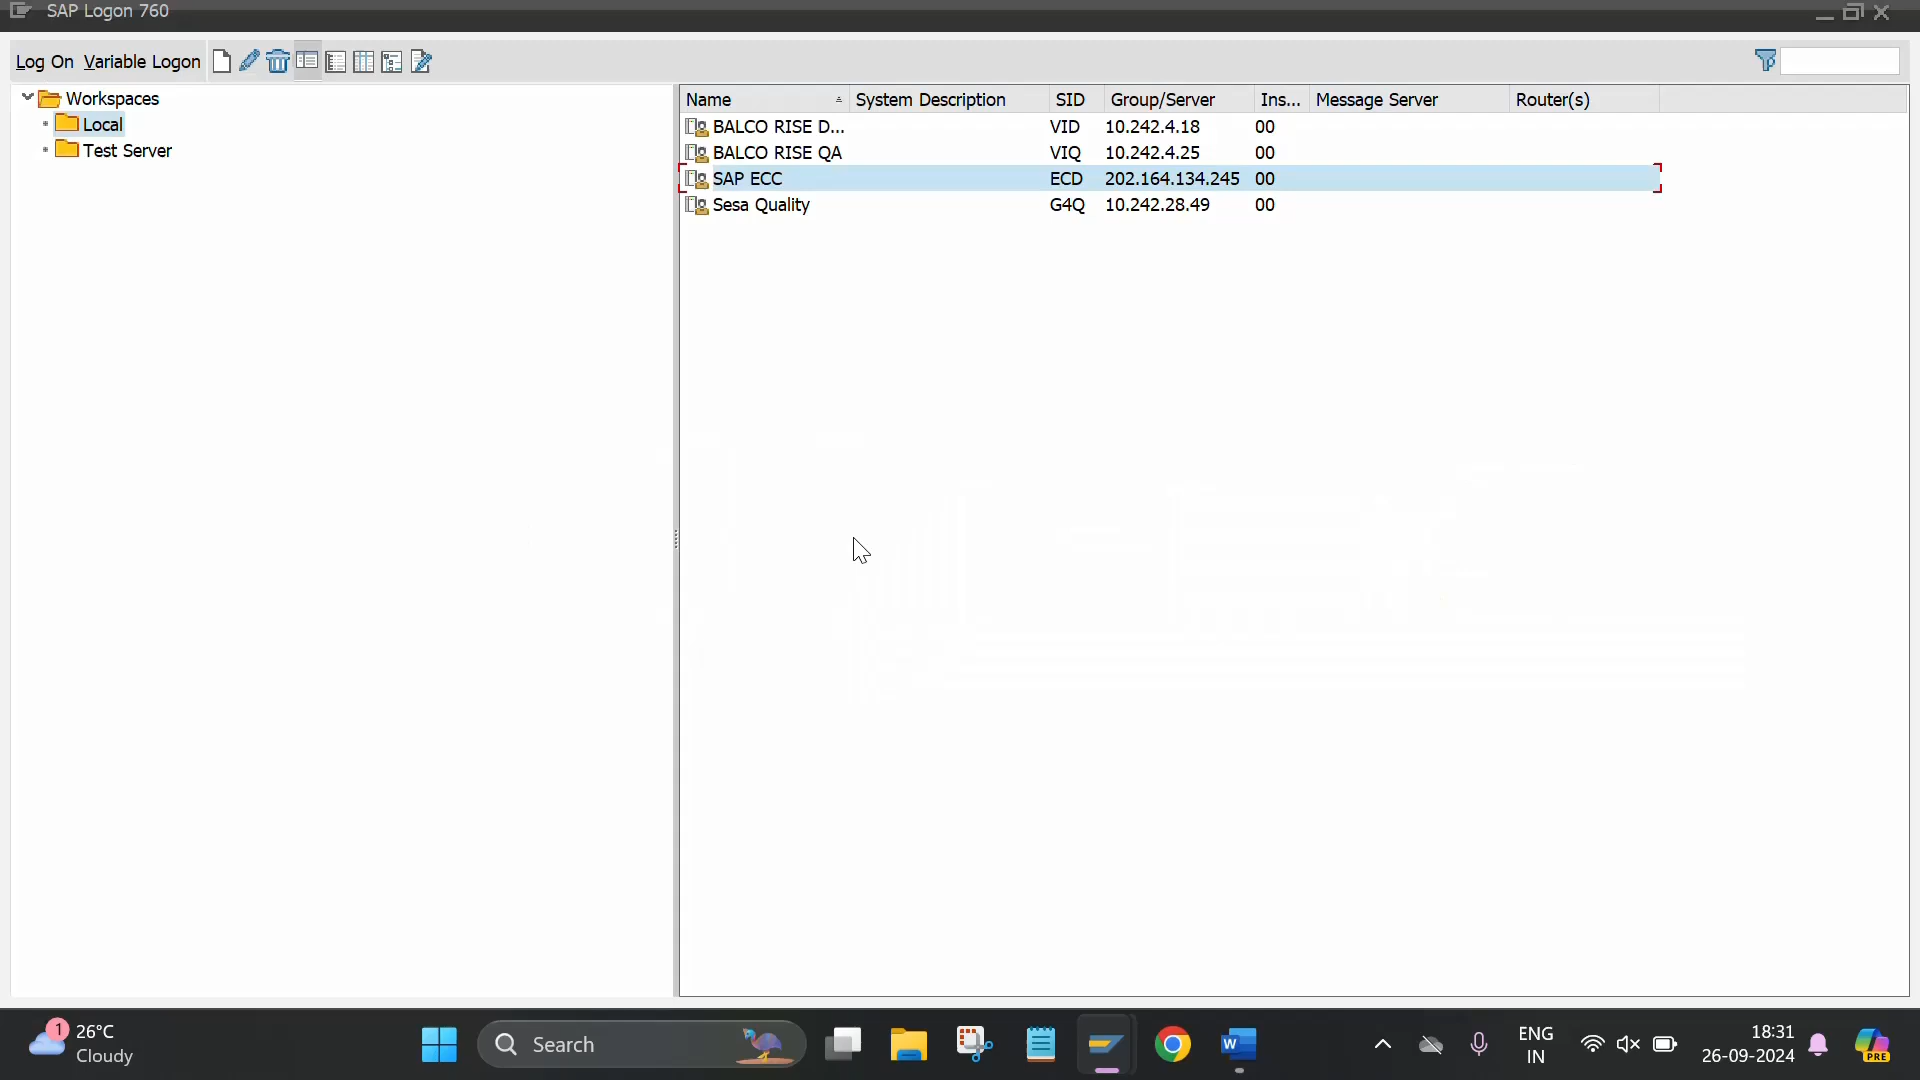 SAP Logon 760
Log On Variable Logon
Workspaces
Local
Test Server
Name System Description SID Group/Server Ins... Message Server Router(s)
BALCO RISE D... VID 10.242.4.18 00
BALCO RISE QA VIQ 10.242.4.25 00
SAP ECC ECD 202.164.134.245 00
Sesa Quality G4Q 10.242.28.49 00
1
26°C
Cloudy
Search
W
ENG
IN
18:31
26-09-2024
PRE